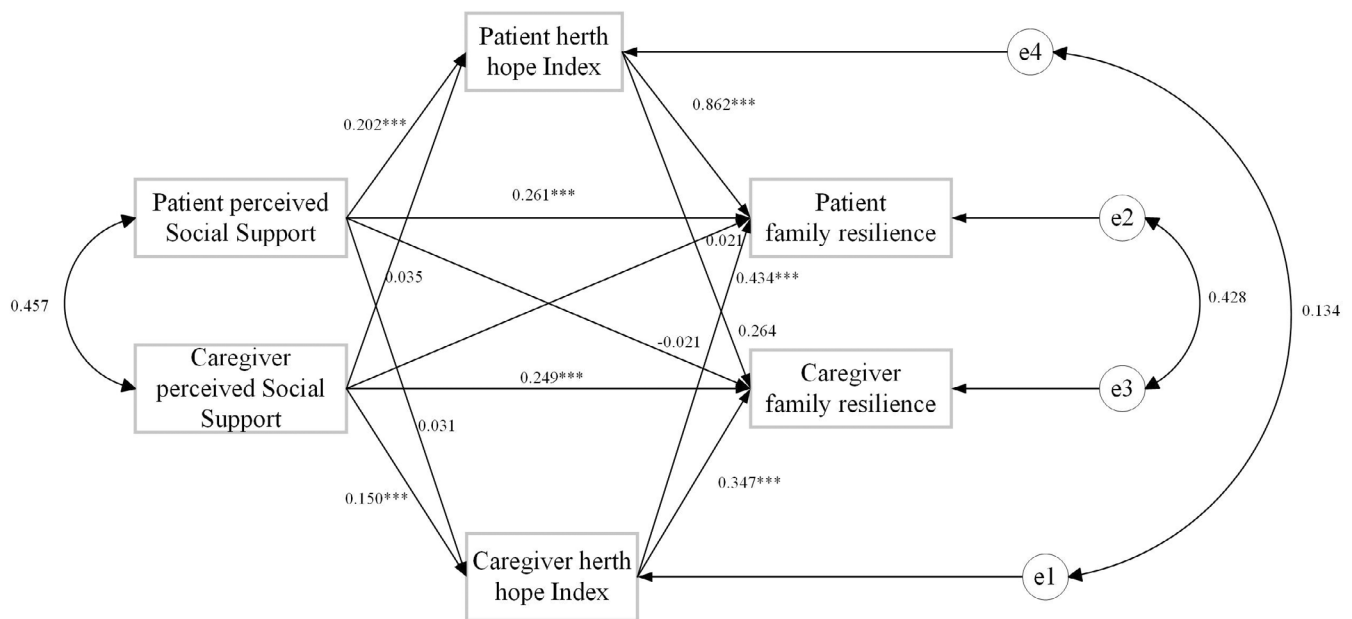 Patient herth
hope Index
e4
0.862***
0.202***
Patient perceived
Social Support
0.261***
Patient
family resilience
e2
0.021
0.035
0.434***
0.457
0.428
0.134
0.264
-0.021
Caregiver
perceived Social
Support
0.249***
Caregiver
family resilience
e3
0.031
0.150***
0.347***
Caregiver herth
hope Index
e1